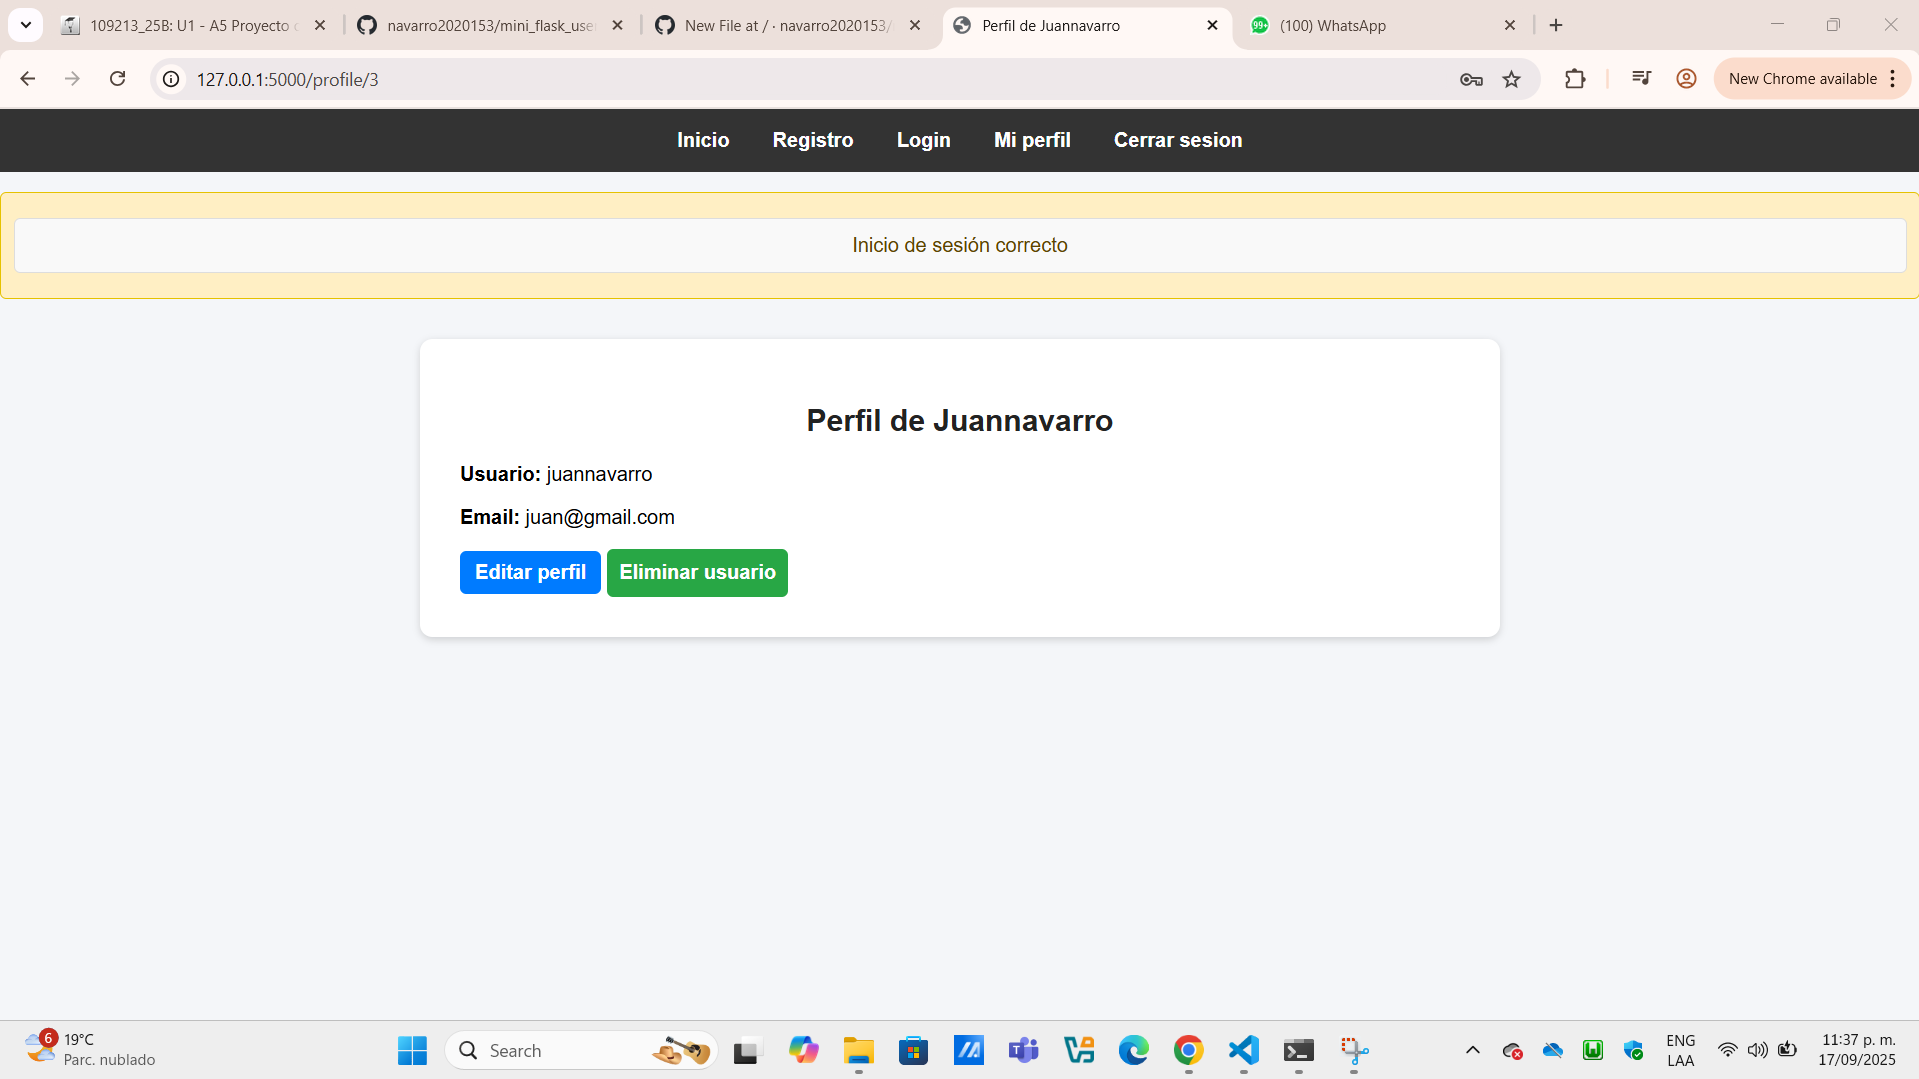 109213_25B: U1 - A5 Proyecto
navarro2020153/mini_flask_use
New File at / · navarro2020153/
Perfil de Juannavarro
99+
(100) WhatsApp
127.0.0.1:5000/profile/3
New Chrome available
Inicio
Registro
Login
Mi perfil
Cerrar sesion
Inicio de sesión correcto
Perfil de Juannavarro
Usuario: juannavarro
Email: juan@gmail.com
Editar perfil
Eliminar usuario
6
19°C
Parc. nublado
Search
ENG
LAA
11:37 p. m.
17/09/2025